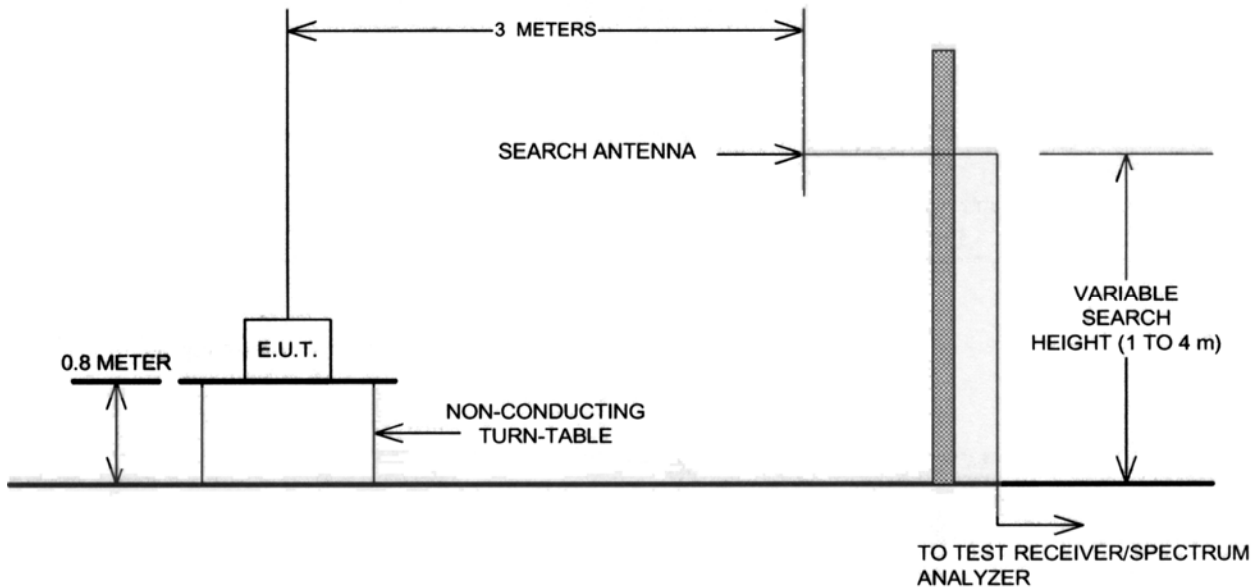 3 METERS
SEARCH ANTENNA
E.U.T.
0.8 METER
NON-CONDUCTING
TURN-TABLE
VARIABLE
SEARCH
HEIGHT (1 TO 4 m)
TO TEST RECEIVER/SPECTRUM
ANALYZER